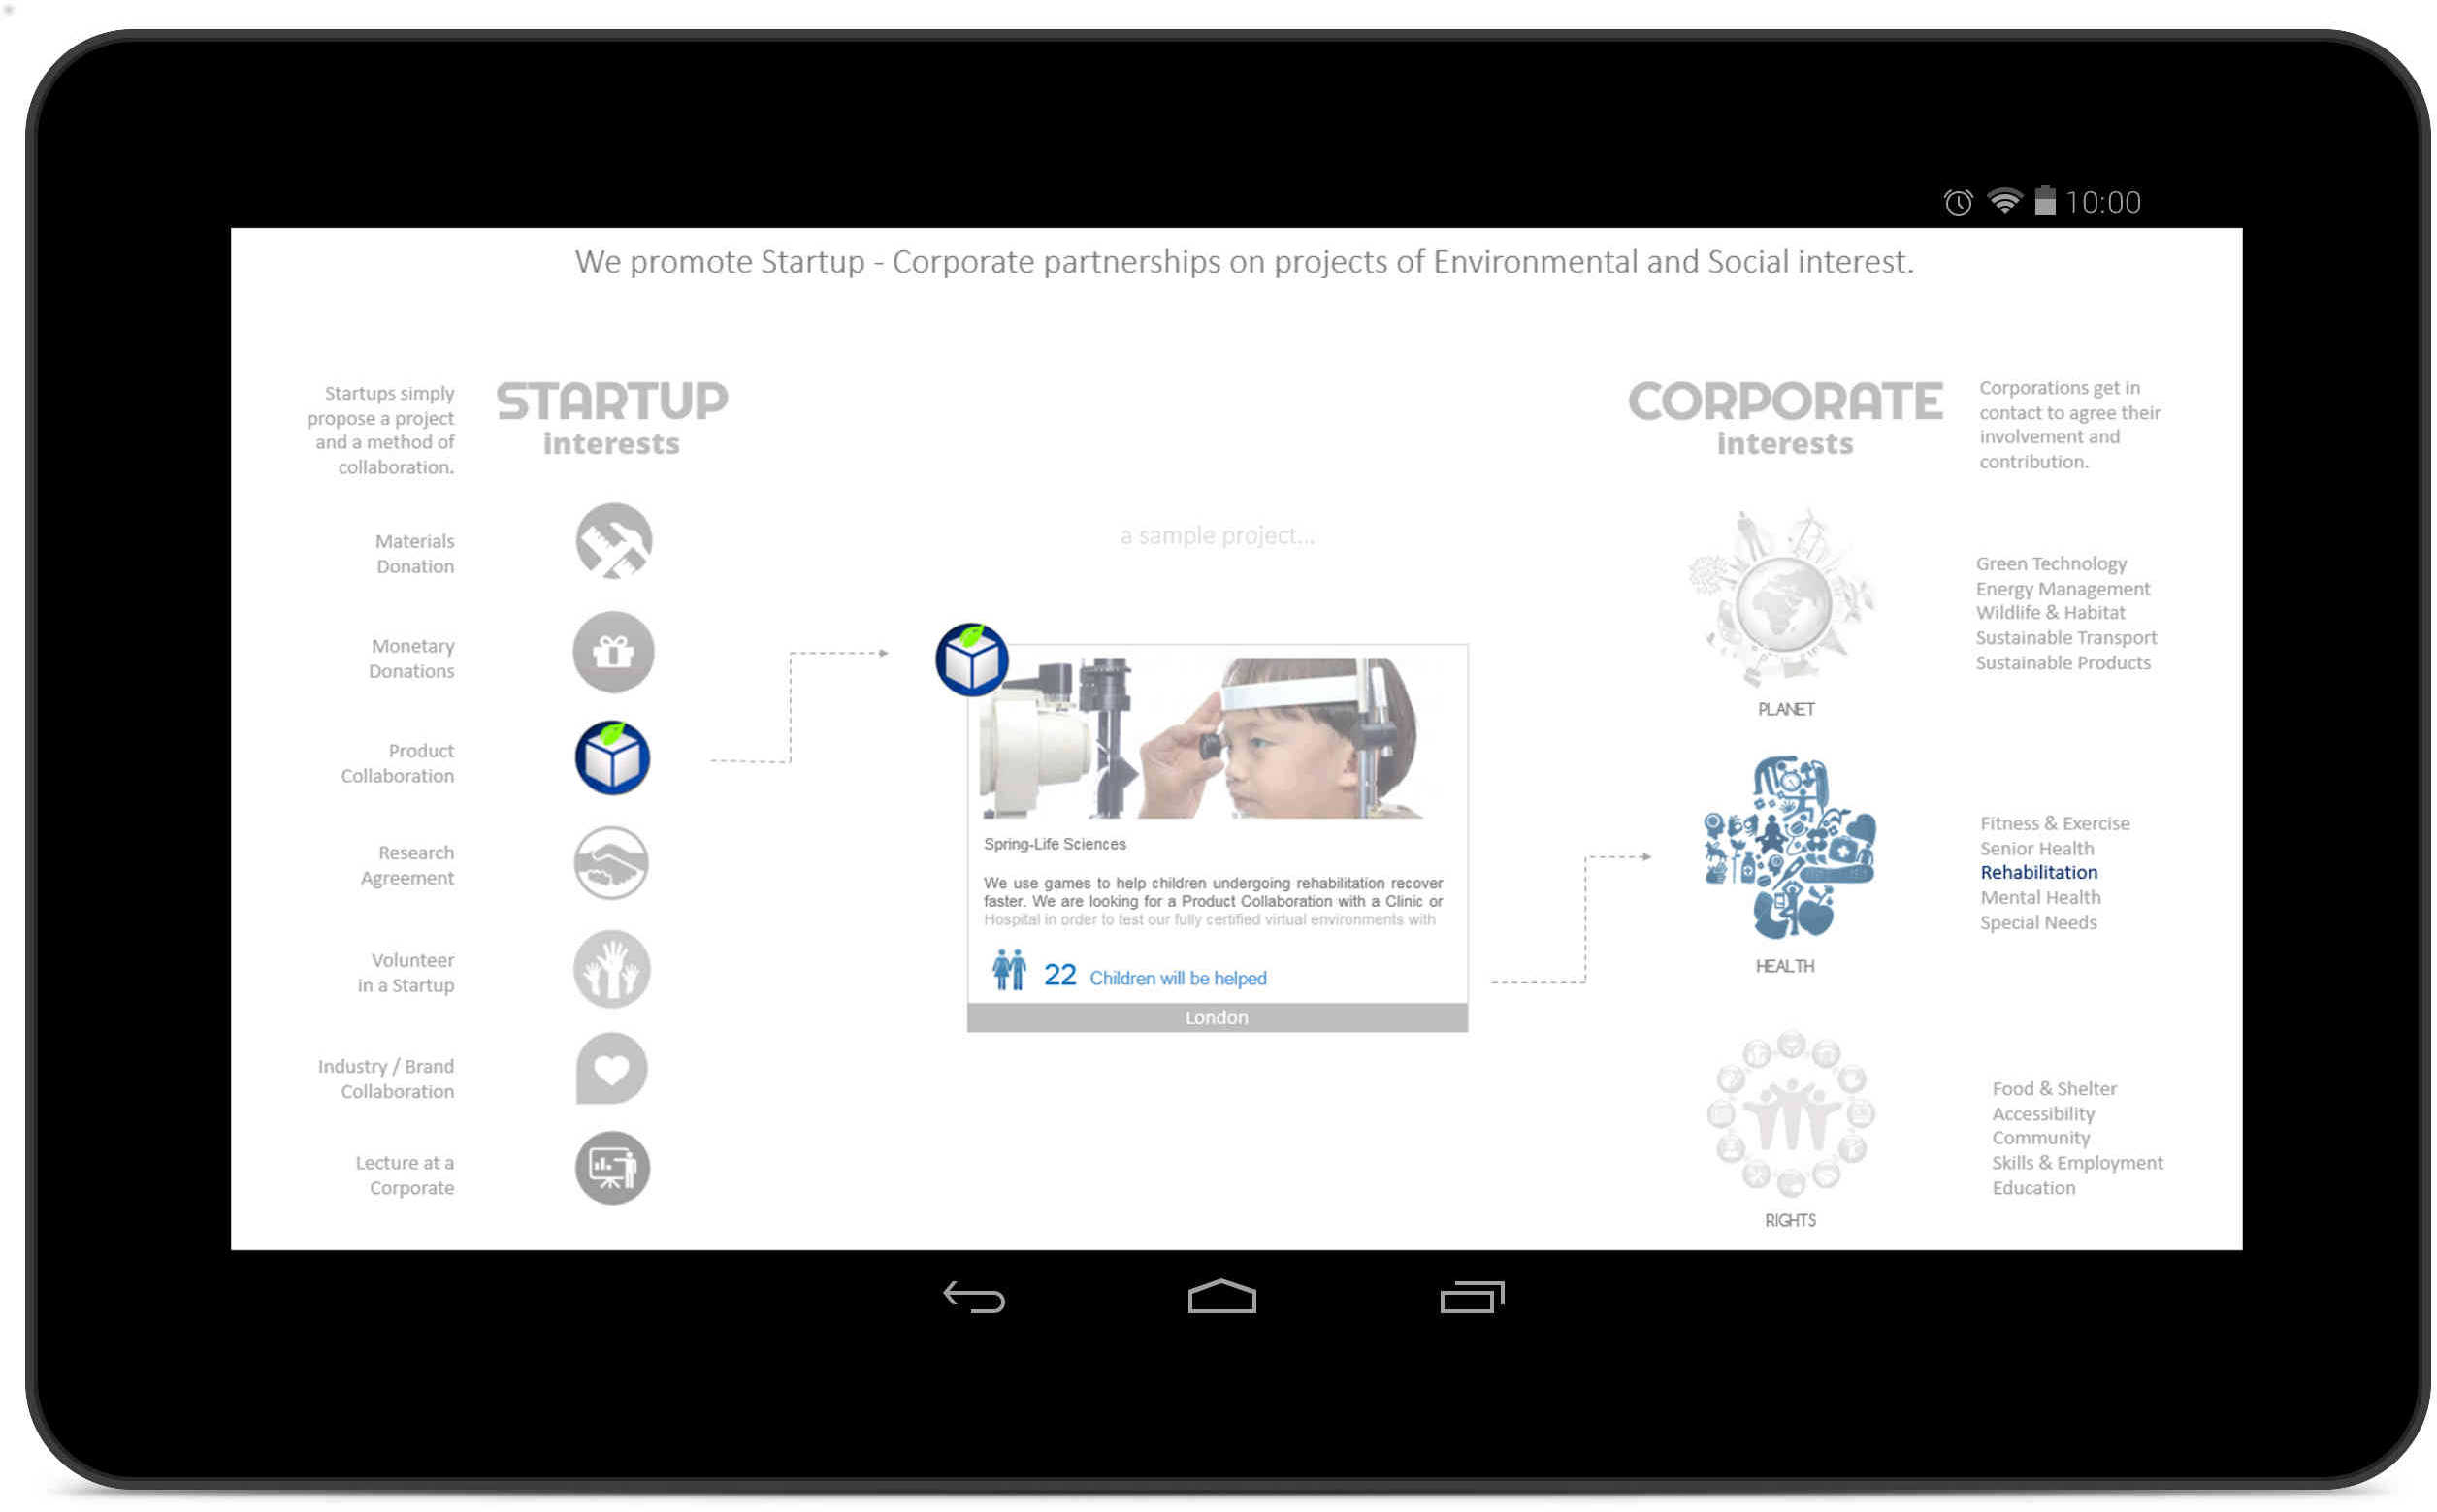 10:00
We promote Startup - Corporate partnerships on projects of Environmental and Social interest.
Startups simply
propose a project
and a method of
collaboration.
STARTUP
interests
Materials
Donation
Monetary
Donations
Product
Collaboration
Research
Agreement
Volunteer
in a Startup
Industry / Brand
Collaboration
Lecture at a
Corporate
a sample project...
Spring-Life Sciences
We use games to help children undergoing rehabilitation recover
faster. We are looking for a Product Collaboration with a Clinic or
Hospital in order to test our fully certified virtual environments with
22 Children will be helped
London
CORPORATE
interests
Corporations get in
contact to agree their
involvement and
contribution.
PLANET
Green Technology
Energy Management
Wildlife & Habitat
Sustainable Transport
Sustainable Products
HEALTH
Fitness & Exercise
Senior Health
Rehabilitation
Mental Health
Special Needs
RIGHTS
Food & Shelter
Accessibility
Community
Skills & Employment
Education